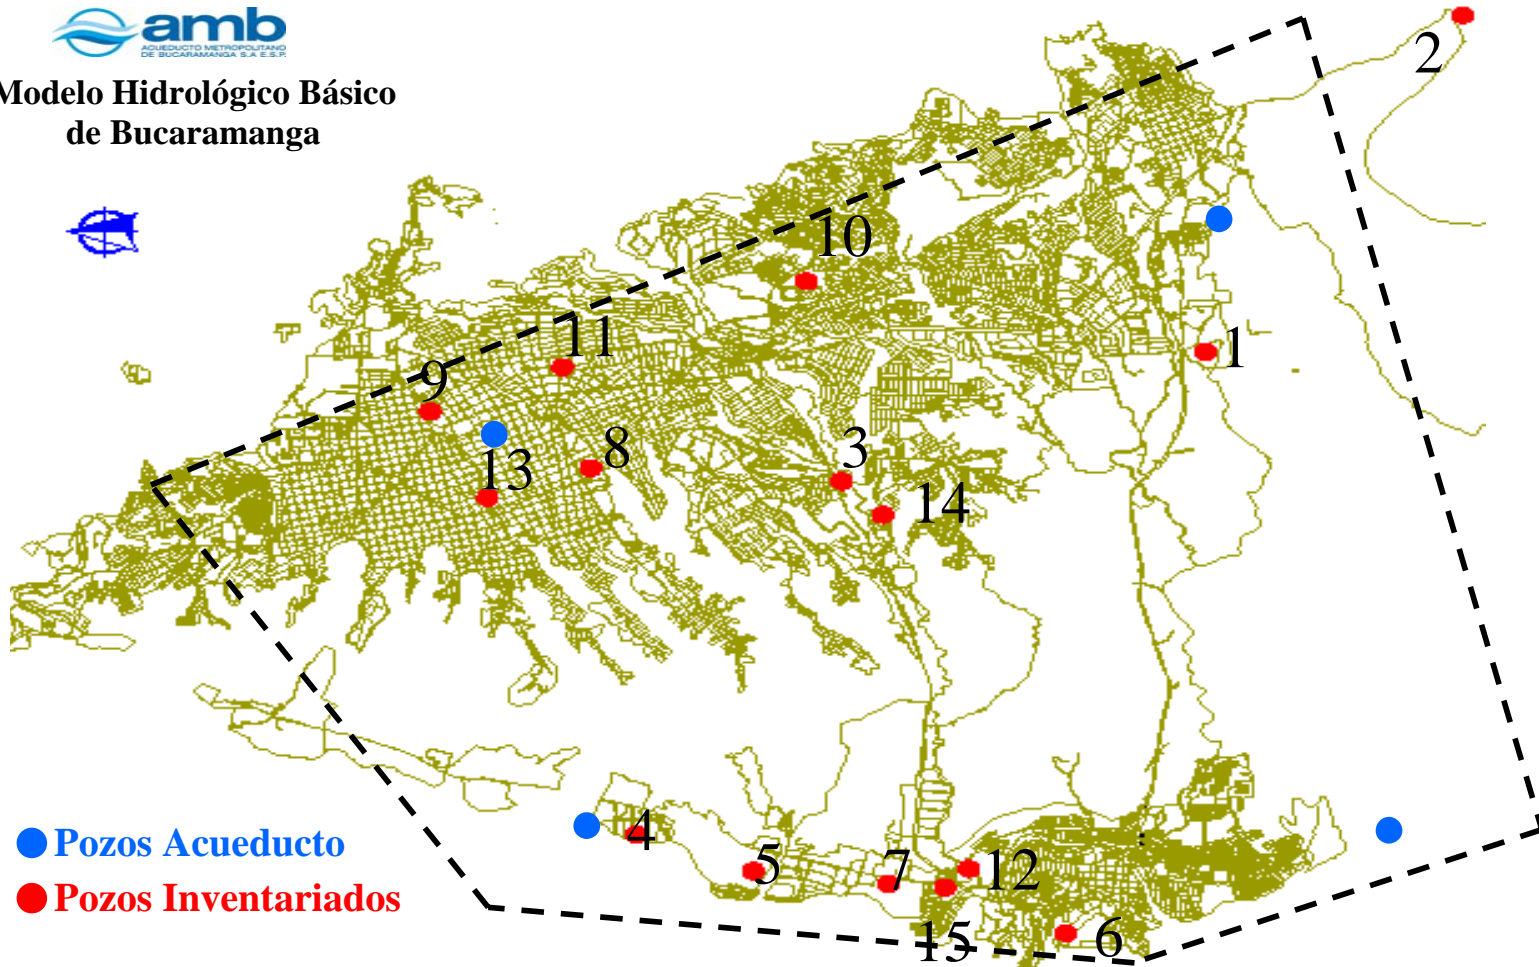 amb
ACUEDUCTO METROPOLITANO
DE BUCARAMANGA S.A E.S.P.
Modelo Hidrológico Básico
de Bucaramanga
2
10
11
1
9
8
3
13
14
4
5
7
12
15
6
Pozos Acueducto
Pozos Inventariados